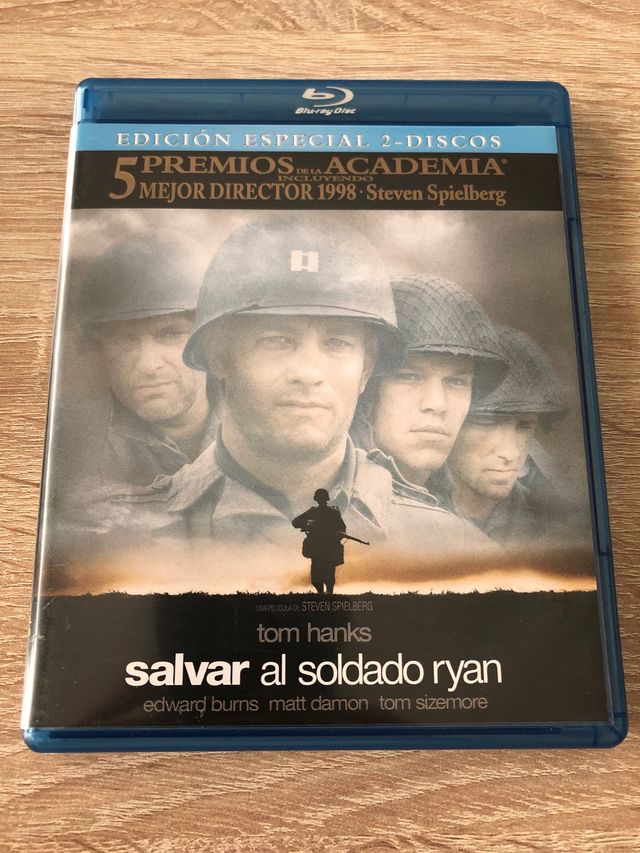 Blu-ray Disc
EDICIÓN ESPECIAL 2-DISCOS
5 PREMIOS DE LA ACADEMIA®
INCLUYENDO
MEJOR DIRECTOR 1998 · Steven Spielberg
UNA PELICULA DE STEVEN SPIELBERG
tom hanks
salvar al soldado ryan
edward burns matt damon tom sizemore